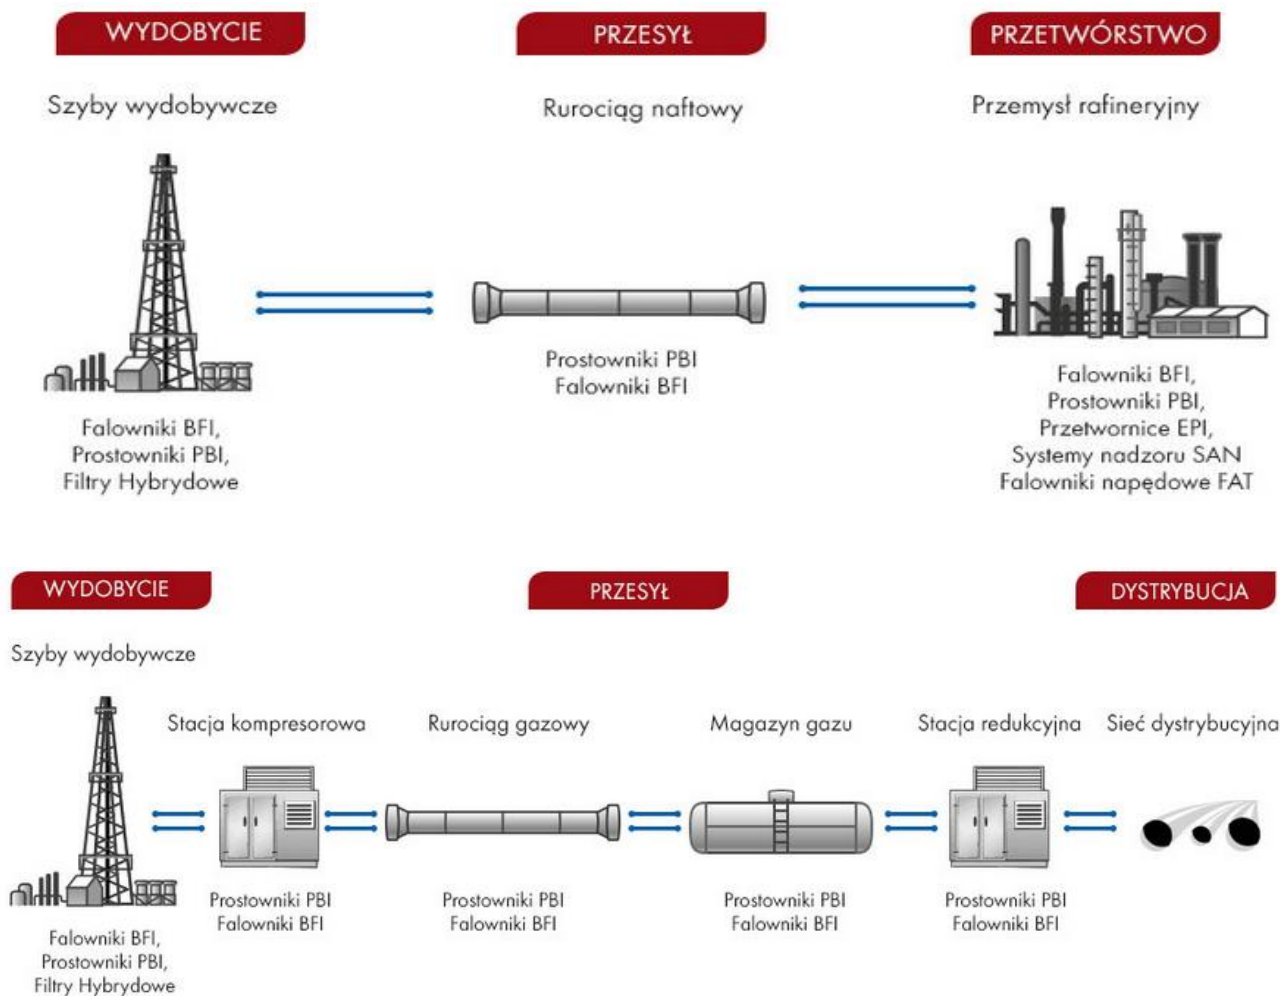 WYDOBYCIE
PRZESYŁ
PRZETWÓRSTWO
Szyby wydobywcze
Rurociąg naftowy
Przemysł rafineryjny
Prostowniki PBI
Falowniki BFI
Falowniki BFI,
Prostowniki PBI,
Filtry Hybrydowe
Falowniki BFI,
Prostowniki PBI,
Przetwornice EPI,
Systemy nadzoru SAN
Falowniki napędowe FAT
WYDOBYCIE
PRZESYŁ
DYSTRYBUCJA
Szyby wydobywcze
Stacja kompresorowa
Rurociąg gazowy
Magazyn gazu
Stacja redukcyjna
Sieć dystrybucyjna
Prostowniki PBI
Falowniki BFI
Prostowniki PBI
Falowniki BFI
Prostowniki PBI
Falowniki BFI
Prostowniki PBI
Falowniki BFI
Falowniki BFI,
Prostowniki PBI,
Filtry Hybrydowe